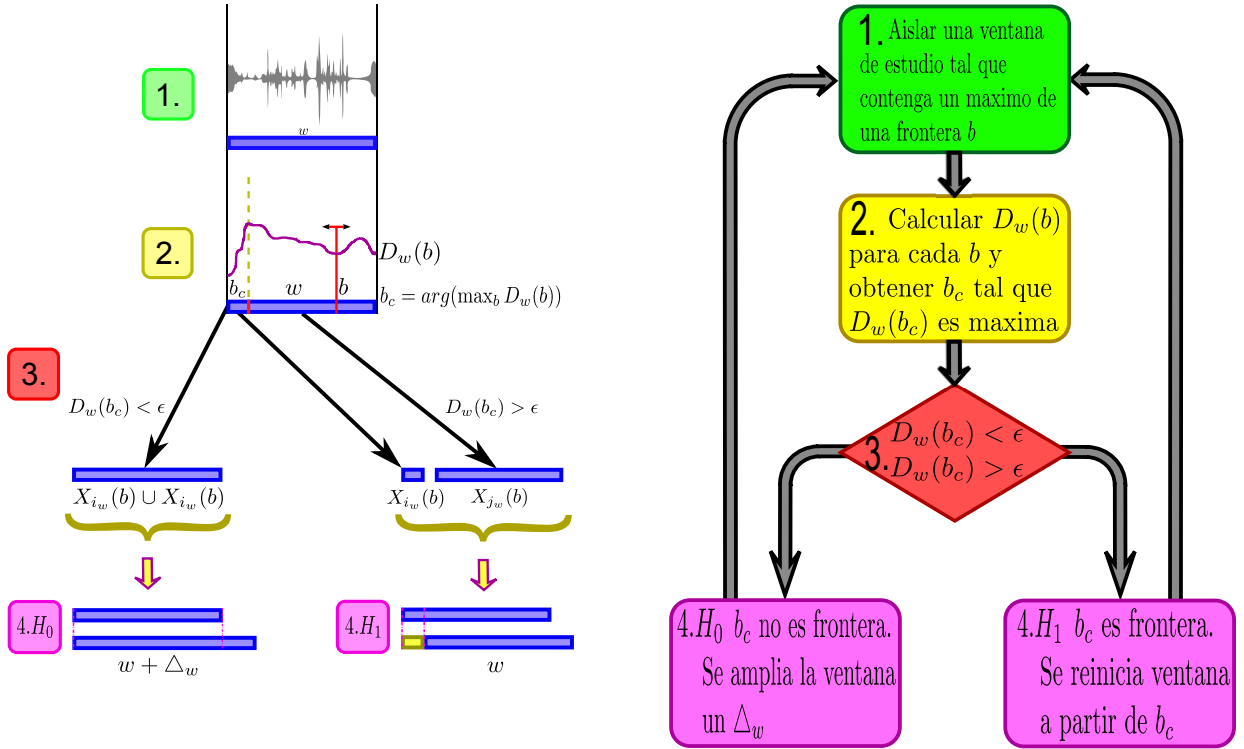 1.
w
2.
D_w(b)
b_c w b
b_c = arg(max_b D_w(b))
3.
D_w(b_c) < ϵ
D_w(b_c) > ϵ
X_{i_w}(b) ∪ X_{i_w}(b)
X_{i_w}(b) X_{j_w}(b)
4.H_0
w + △_w
4.H_1
w
1. Aislar una ventana
de estudio tal que
contenga un maximo de
una frontera b
2. Calcular D_w(b)
para cada b y
obtener b_c tal que
D_w(b_c) es maxima
3. D_w(b_c) < ϵ
D_w(b_c) > ϵ
4.H_0 b_c no es frontera.
Se amplia la ventana
un △_w
4.H_1 b_c es frontera.
Se reinicia ventana
a partir de b_c